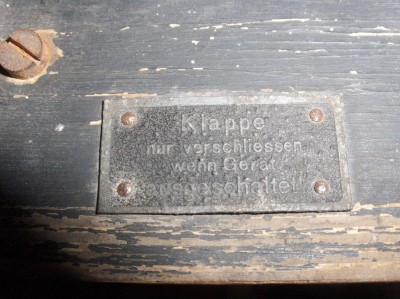 Klappe
nur verschliessen
wenn Gerät
ausgeschaltet!